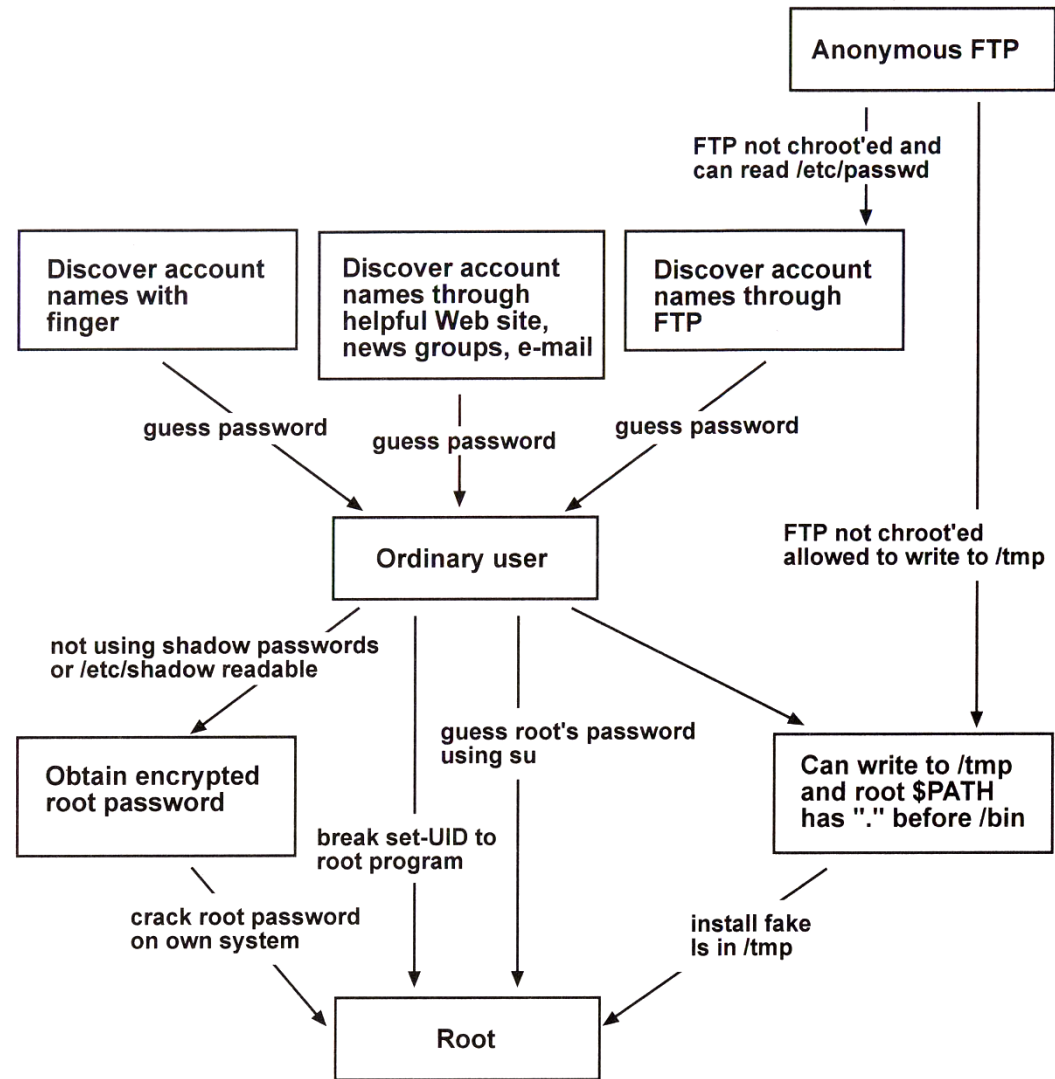 Anonymous FTP
FTP not chroot'ed and
can read /etc/passwd
Discover account
names with
finger
Discover account
names through
helpful Web site,
news groups, e-mail
Discover account
names through
FTP
guess password
guess password
guess password
Ordinary user
FTP not chroot'ed
allowed to write to /tmp
not using shadow passwords
or /etc/shadow readable
guess root's password
using su
Obtain encrypted
root password
Can write to /tmp
and root $PATH
has "." before /bin
break set-UID to
root program
crack root password
on own system
install fake
ls in /tmp
Root